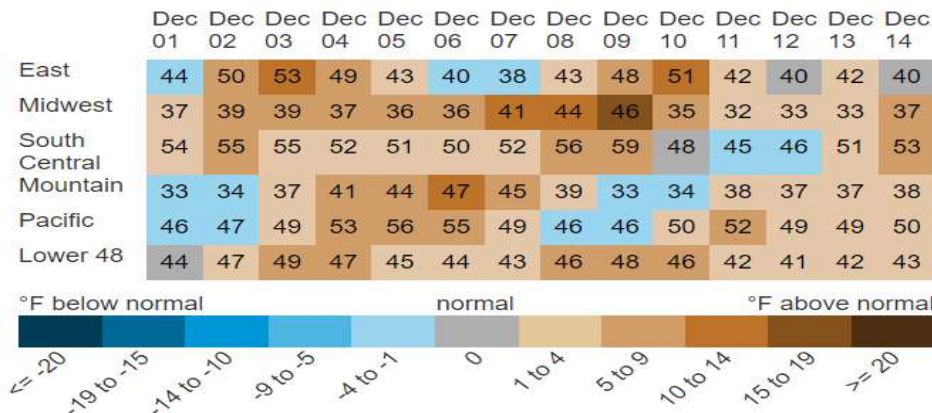 Dec Dec Dec Dec Dec Dec Dec Dec Dec Dec Dec Dec Dec Dec
01 02 03 04 05 06 07 08 09 10 11 12 13 14
East 44 50 53 49 43 40 38 43 48 51 42 40 42 40
Midwest 37 39 39 37 36 36 41 44 46 35 32 33 33 37
South
Central 54 55 55 52 51 50 52 56 59 48 45 46 51 53
Mountain 33 34 37 41 44 47 45 39 33 34 38 37 37 38
Pacific 46 47 49 53 56 55 49 46 46 50 52 49 49 50
Lower 48 44 47 49 47 45 44 43 46 48 46 42 41 42 43
°F below normal normal °F above normal
<= -20 -19 to -15 -14 to -10 -9 to -5 -4 to -1 0 1 to 4 5 to 9 10 to 14 15 to 19 >= 20